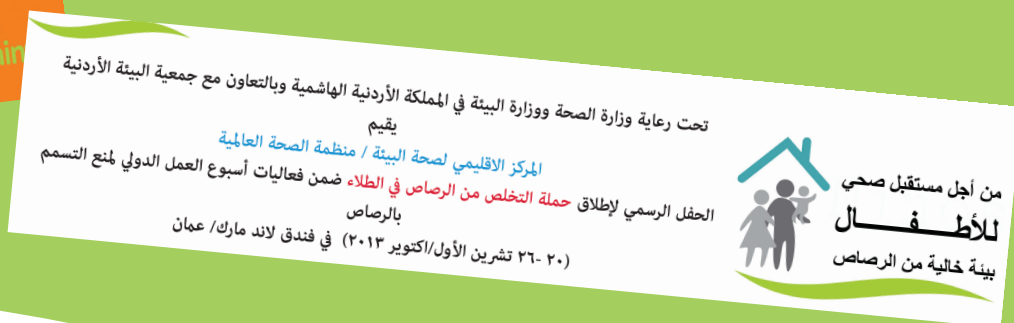 تحت رعاية وزارة الصحة ووزارة البيئة في المملكة الأردنية الهاشمية وبالتعاون مع جمعية البيئة الأردنية
يقيم
المركز الاقليمي لصحة البيئة / منظمة الصحة العالمية
الحفل الرسمي لإطلاق حملة التخلص من الرصاص في الطلاء ضمن فعاليات أسبوع العمل الدولي لمنع التسمم
بالرصاص
(٢٠ -٢٦ تشرين الأول/اكتوبر ٢٠١٣) في فندق لاند مارك/ عمان
من أجل مستقبل صحي
للأطـــفـــــــال
بيئة خالية من الرصاص